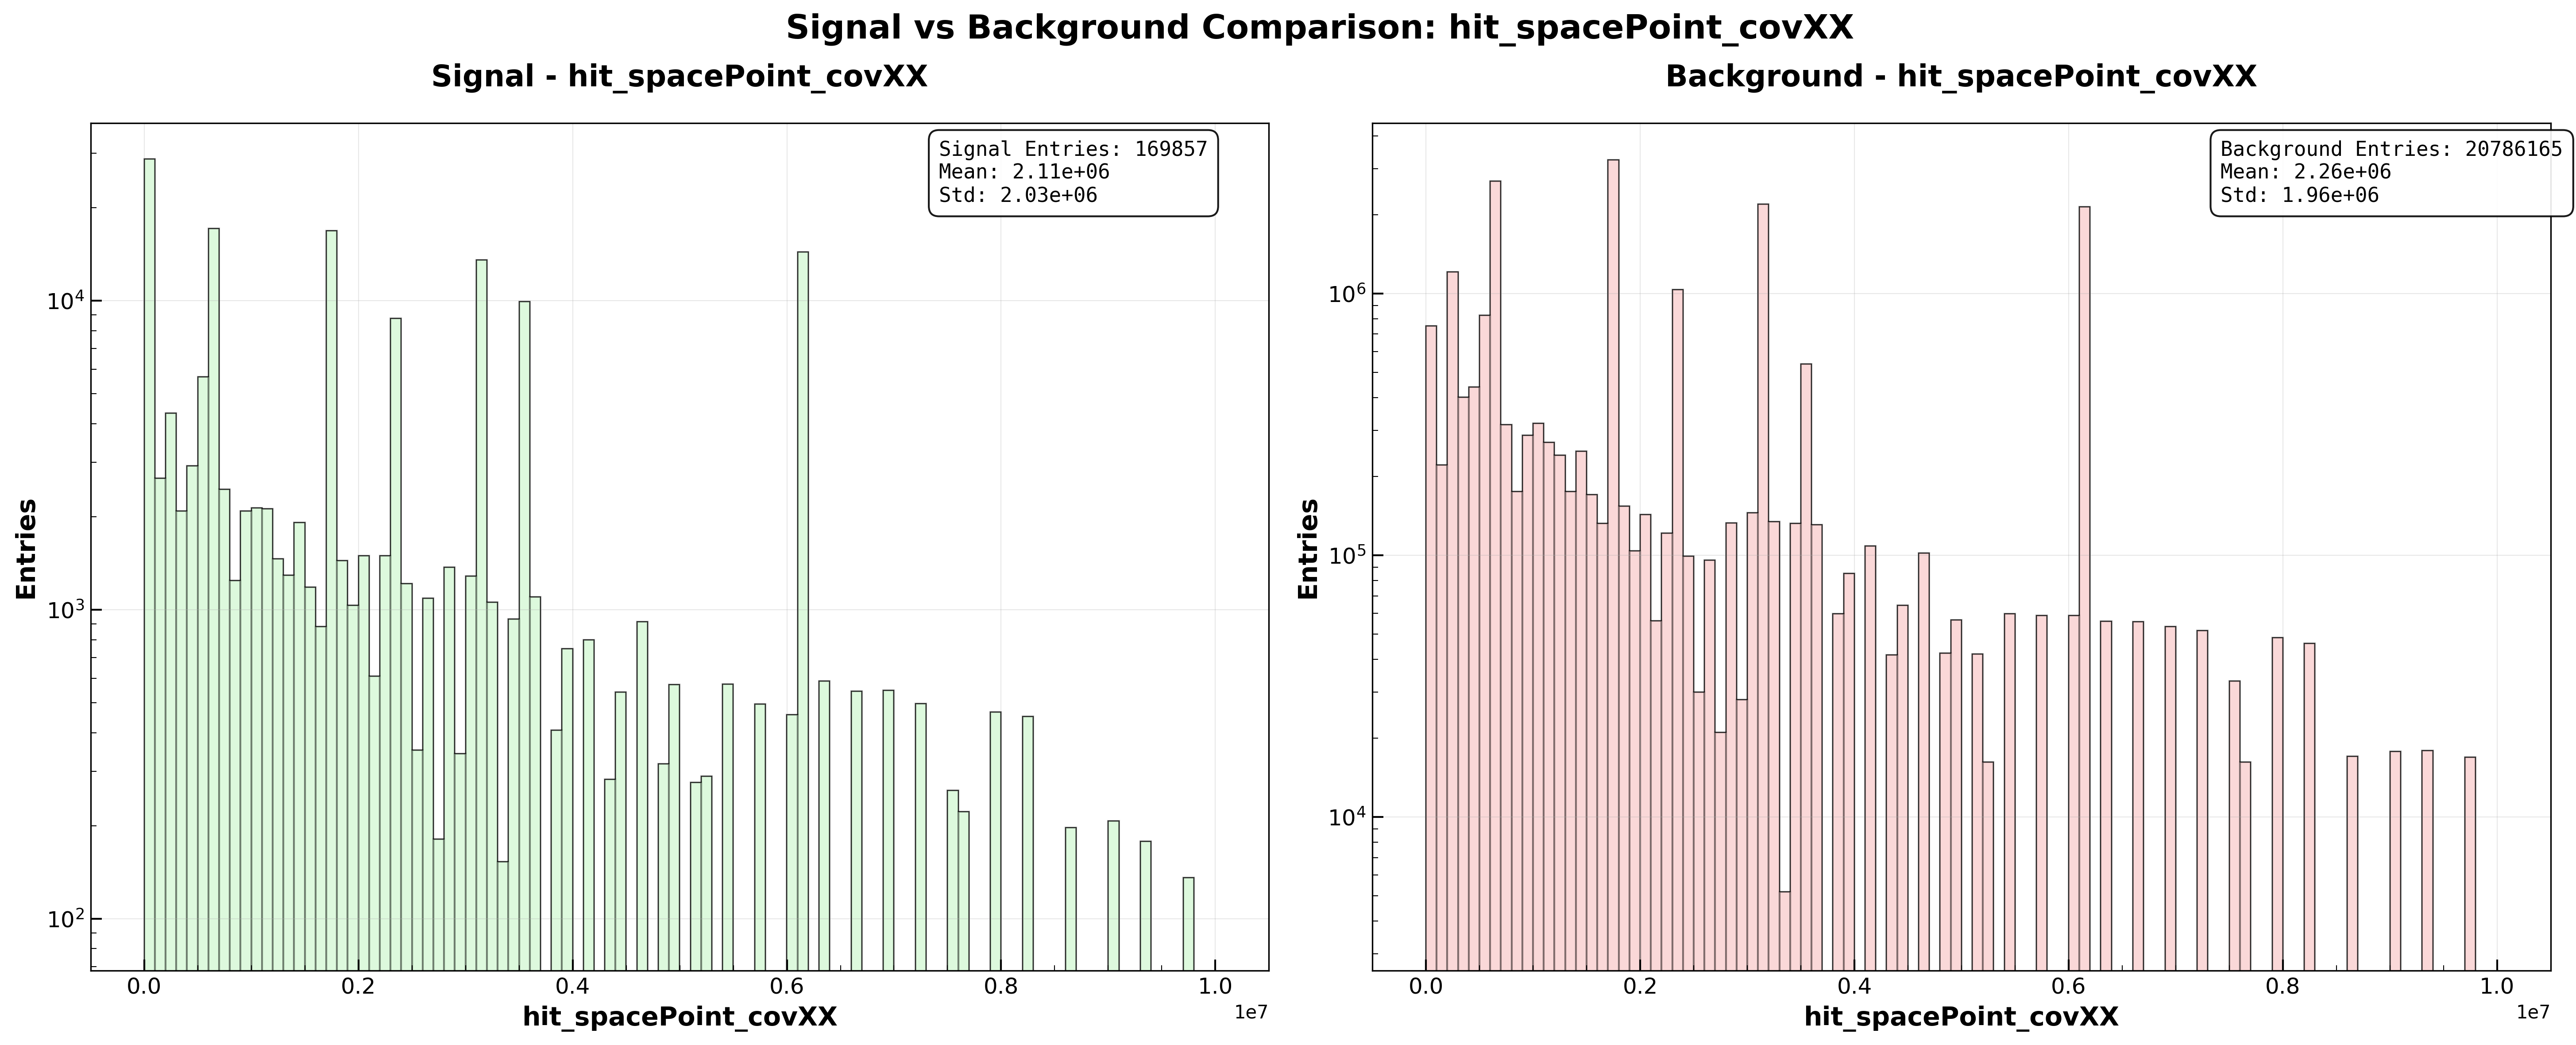 Signal vs Background Comparison: hit_spacePoint_covXX
Signal - hit_spacePoint_covXX
Signal Entries: 169857
Mean: 2.11e+06
Std: 2.03e+06
Entries
10^4
10^3
10^2
0.0 0.2 0.4 0.6 0.8 1.0
1e7
hit_spacePoint_covXX
Background - hit_spacePoint_covXX
Background Entries: 20786165
Mean: 2.26e+06
Std: 1.96e+06
Entries
10^6
10^5
10^4
0.0 0.2 0.4 0.6 0.8 1.0
1e7
hit_spacePoint_covXX